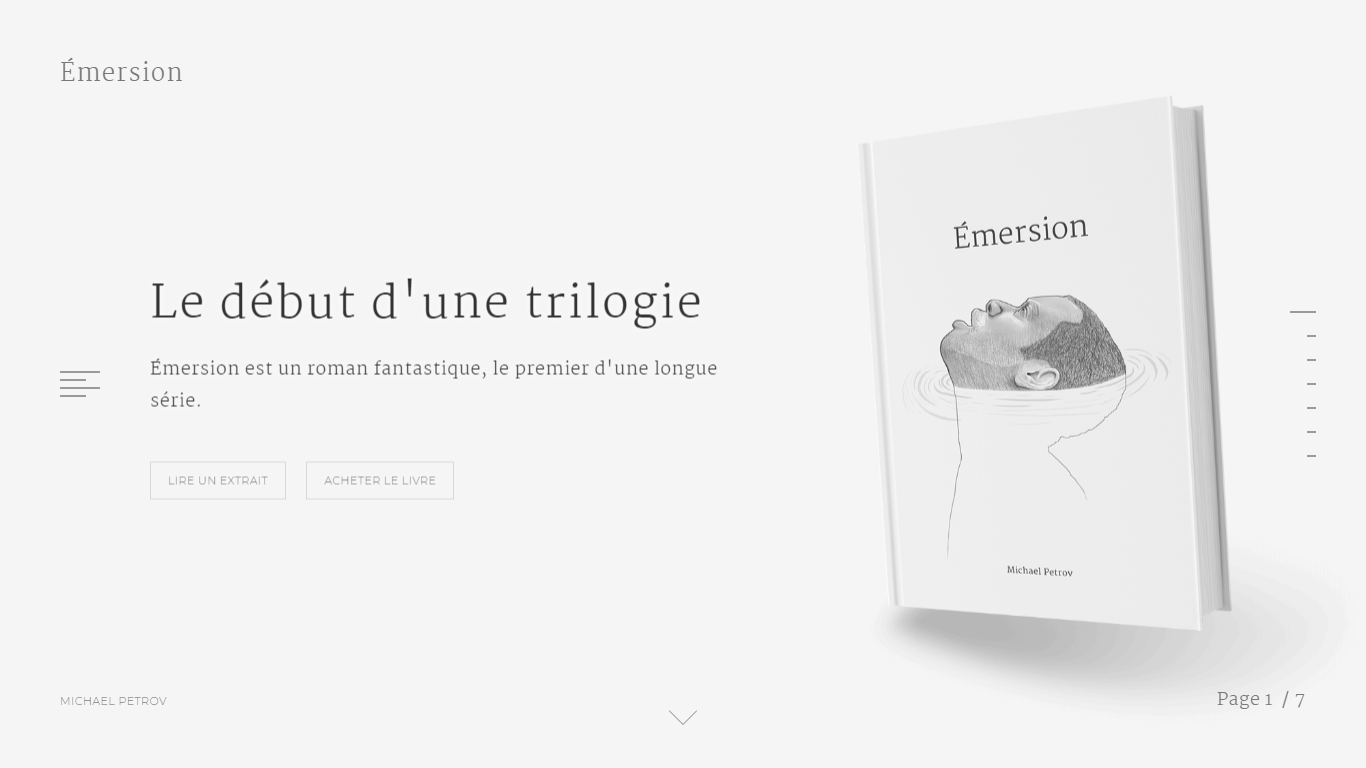 Émersion
Le début d'une trilogie
Émersion est un roman fantastique, le premier d'une longue
série.
LIRE UN EXTRAIT
ACHETER LE LIVRE
Émersion
Michael Petrov
MICHAEL PETROV
Page 1 / 7